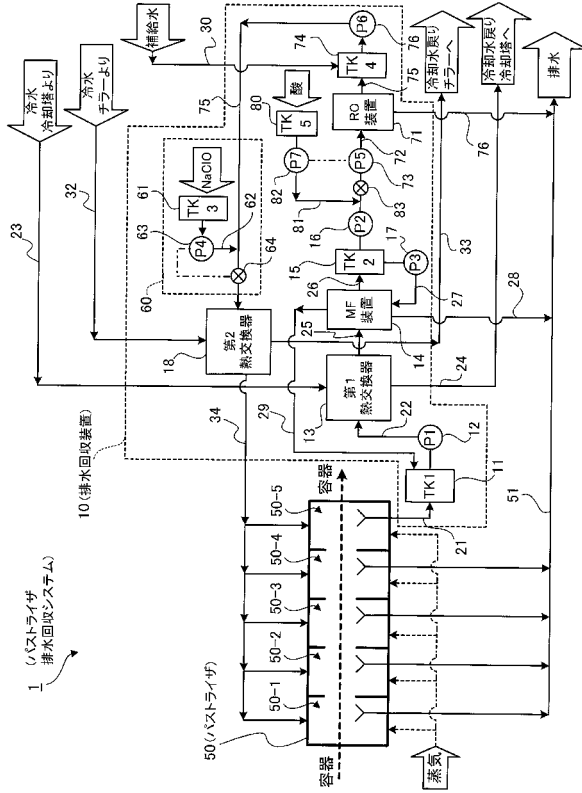 1
(パストライザ
排水回収システム)
10(排水回収装置)
冷水
冷却塔より
冷水
チラーより
補給水
30
冷却水戻り
チラーへ
冷却水戻り
冷却塔へ
排水
23
32
75
74
TK
4
P6
76
75
80
酸
TK
5
RO
装置
71
76
72
P7
82
P5
73
83
81
61
NaClO
TK
3
62
63
P4
64
60
P2
16
15
TK
2
17
P3
33
26
27
28
第2
熱交換器
18
MF
装置
25
14
第1
熱交換器
13
24
22
29
34
P1
12
TK1
11
21
51
容器
50-5
50-4
50-3
50-2
50-1
50(パストライザ)
容器
蒸気